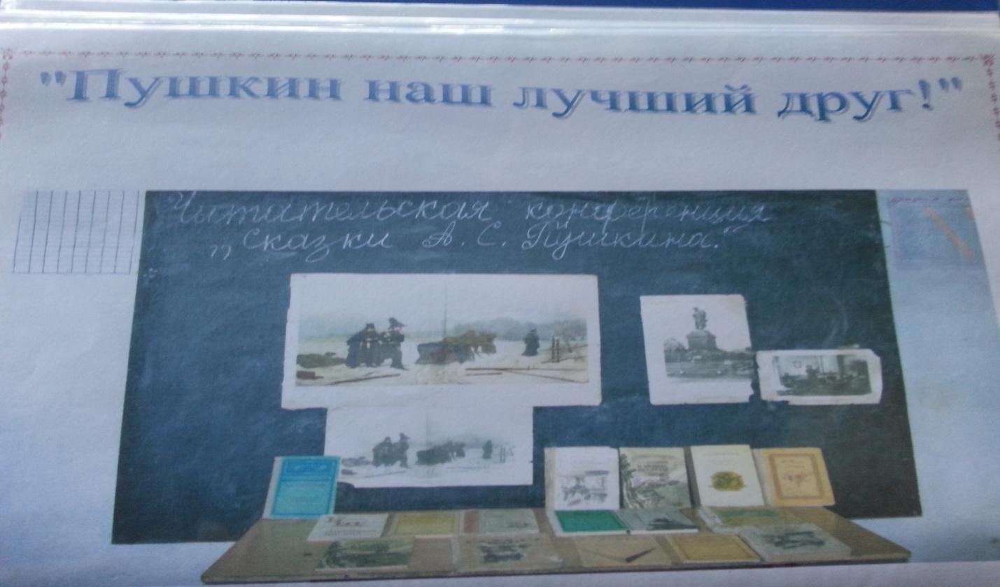 "Пушкин наш лучший друг!"
Читательская конференция
„Сказки А. С. Пушкина."